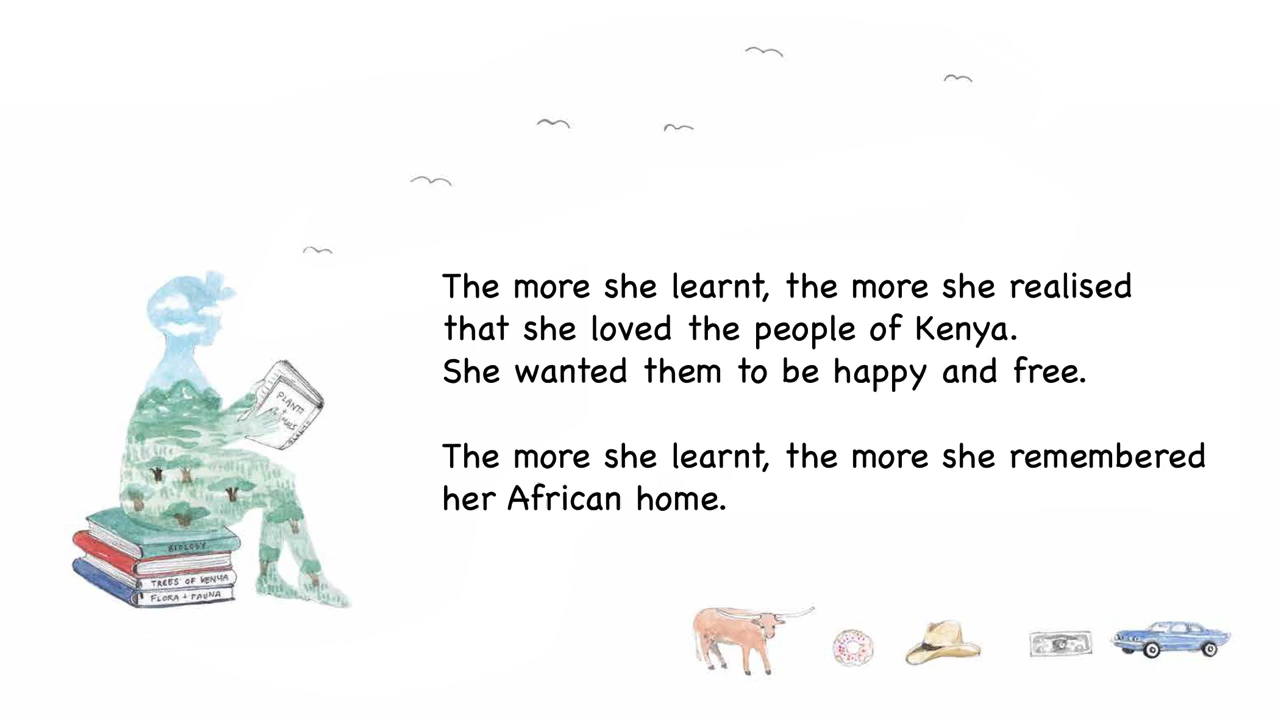 The more she learnt, the more she realised
that she loved the people of Kenya.
She wanted them to be happy and free.
The more she learnt, the more she remembered
her African home.
PLANTS
+
BIOLOGY
TREES OF KENYA
FLORA + FAUNA